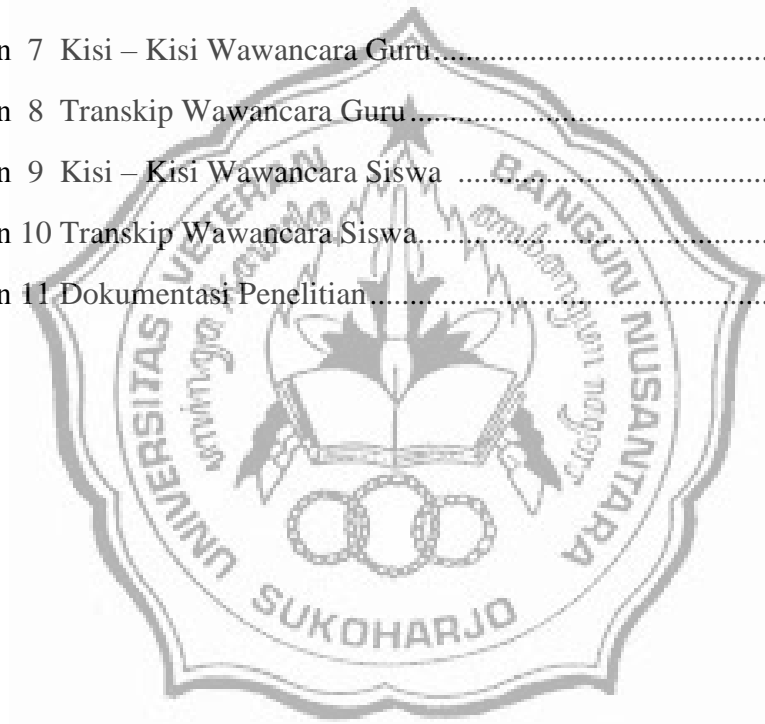 n 7 Kisi – Kisi Wawancara Guru................................................
n 8 Transkip Wawancara Guru................................................
n 9 Kisi – Kisi Wawancara Siswa ................................................
n 10 Transkip Wawancara Siswa................................................
n 11 Dokumentasi Penelitian................................................
UNIVERSITAS VETERAN BANGUN NUSANTARA
SUKOHARJO